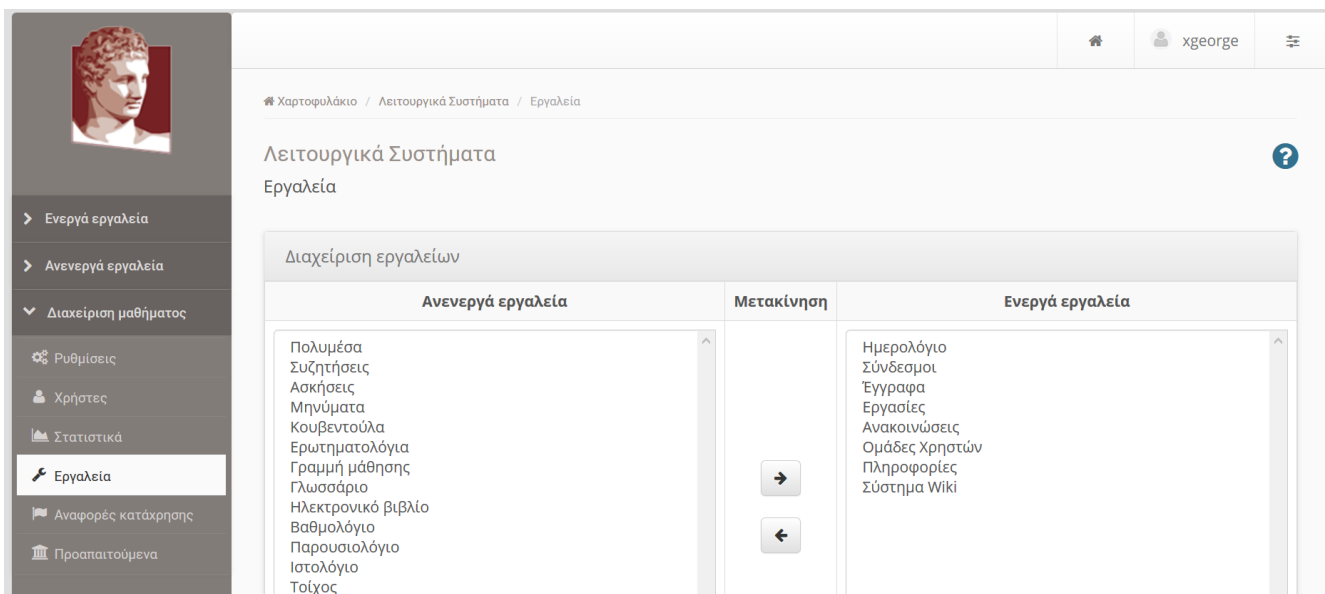 xgeorge
Χαρτοφυλάκιο / Λειτουργικά Συστήματα / Εργαλεία
Λειτουργικά Συστήματα
?
Εργαλεία
Ενεργά εργαλεία
Ανενεργά εργαλεία
Διαχείριση μαθήματος
Ρυθμίσεις
Χρήστες
Στατιστικά
Εργαλεία
Αναφορές κατάχρησης
Προαπαιτούμενα
Διαχείριση εργαλείων
Ανενεργά εργαλεία
Μετακίνηση
Ενεργά εργαλεία
Πολυμέσα
Συζητήσεις
Ασκήσεις
Μηνύματα
Κουβεντούλα
Ερωτηματολόγια
Γραμμή μάθησης
Γλωσσάριο
Ηλεκτρονικό βιβλίο
Βαθμολόγιο
Παρουσιολόγιο
Ιστολόγιο
Τοίχος
Ημερολόγιο
Σύνδεσμοι
Έγγραφα
Εργασίες
Ανακοινώσεις
Ομάδες Χρηστών
Πληροφορίες
Σύστημα Wiki